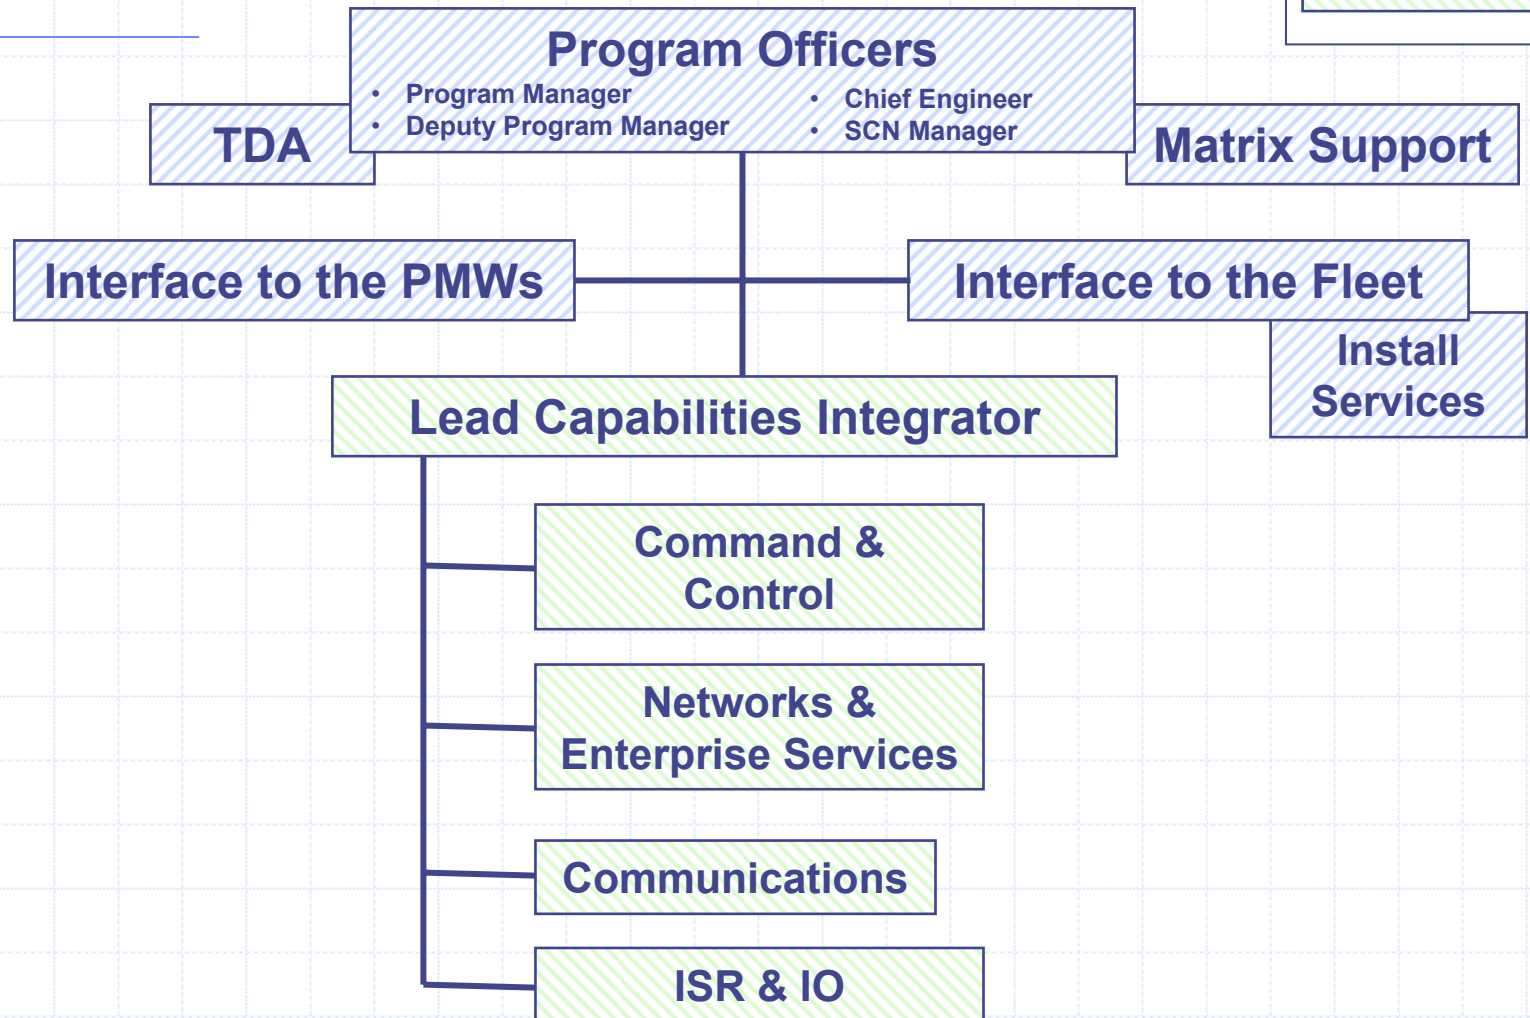 Program Officers
• Program Manager
• Deputy Program Manager
• Chief Engineer
• SCN Manager
TDA
Matrix Support
Interface to the PMWs
Interface to the Fleet
Install
Services
Lead Capabilities Integrator
Command &
Control
Networks &
Enterprise Services
Communications
ISR & IO